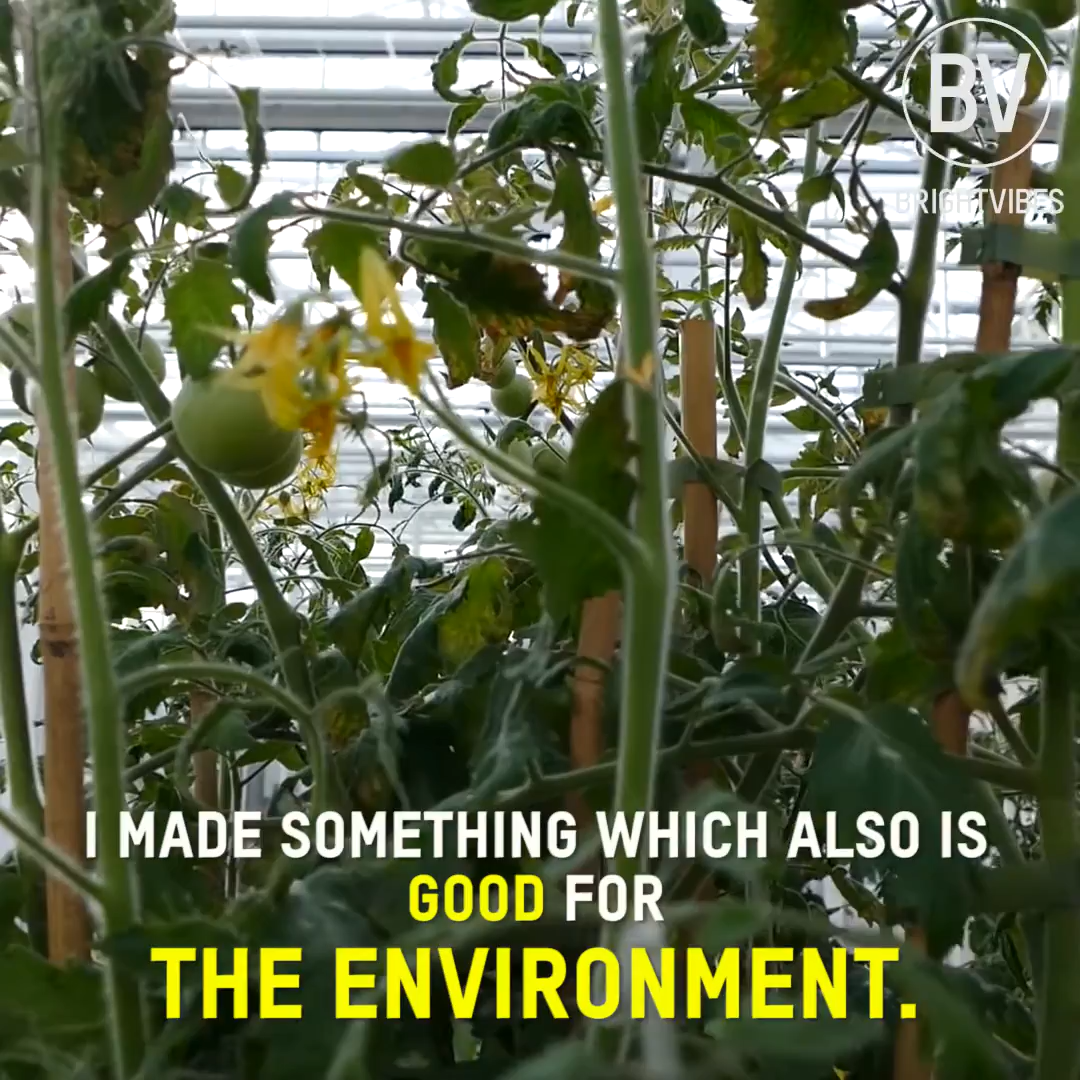 BV
BRIGHTVIBES
I MADE SOMETHING WHICH ALSO IS
GOOD FOR
THE ENVIRONMENT.